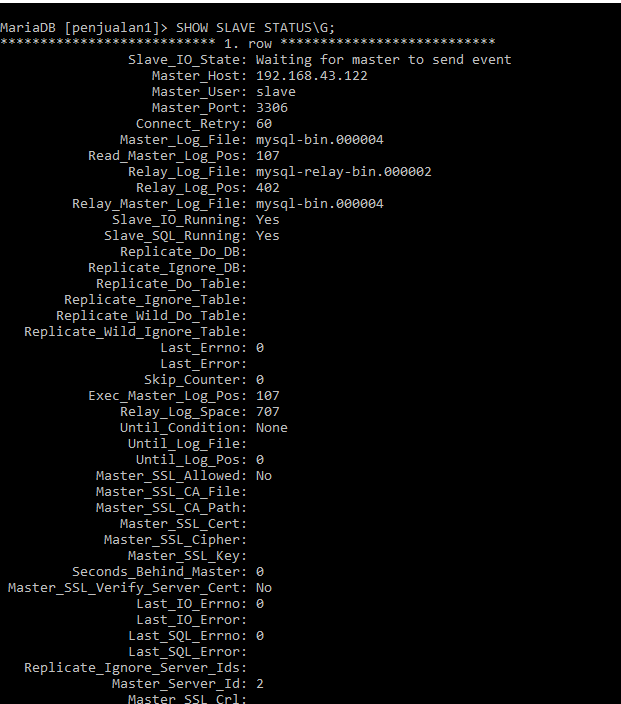 MariaDB [penjualan1]> SHOW SLAVE STATUS\G;
*************************** 1. row ***************************
Slave_IO_State: Waiting for master to send event
Master_Host: 192.168.43.122
Master_User: slave
Master_Port: 3306
Connect_Retry: 60
Master_Log_File: mysql-bin.000004
Read_Master_Log_Pos: 107
Relay_Log_File: mysql-relay-bin.000002
Relay_Log_Pos: 402
Relay_Master_Log_File: mysql-bin.000004
Slave_IO_Running: Yes
Slave_SQL_Running: Yes
Replicate_Do_DB:
Replicate_Ignore_DB:
Replicate_Do_Table:
Replicate_Ignore_Table:
Replicate_Wild_Do_Table:
Replicate_Wild_Ignore_Table:
Last_Errno: 0
Last_Error:
Skip_Counter: 0
Exec_Master_Log_Pos: 107
Relay_Log_Space: 707
Until_Condition: None
Until_Log_File:
Until_Log_Pos: 0
Master_SSL_Allowed: No
Master_SSL_CA_File:
Master_SSL_CA_Path:
Master_SSL_Cert:
Master_SSL_Cipher:
Master_SSL_Key:
Seconds_Behind_Master: 0
Master_SSL_Verify_Server_Cert: No
Last_IO_Errno: 0
Last_IO_Error:
Last_SQL_Errno: 0
Last_SQL_Error:
Replicate_Ignore_Server_Ids:
Master_Server_Id: 2
Master_SSL_Crl: